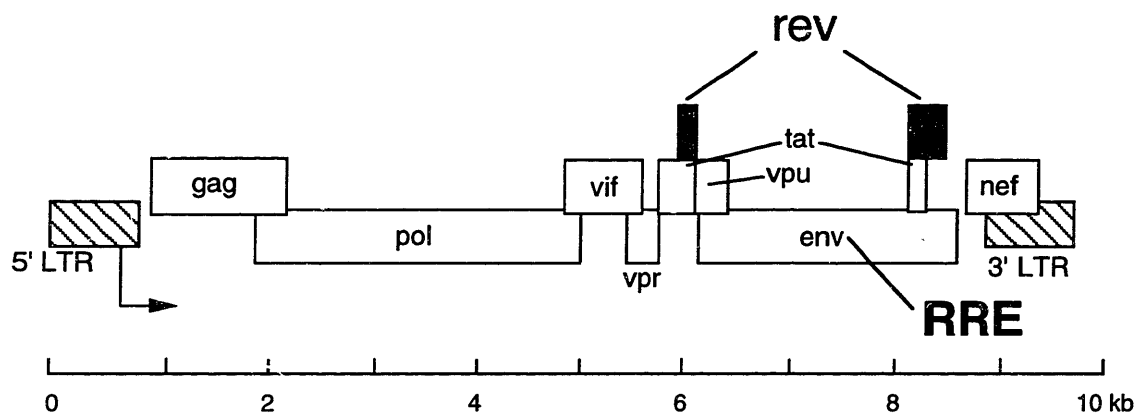 rev
tat
gag
vif
vpu
nef
pol
env
5' LTR
vpr
3' LTR
RRE
0 2 4 6 8 10 kb